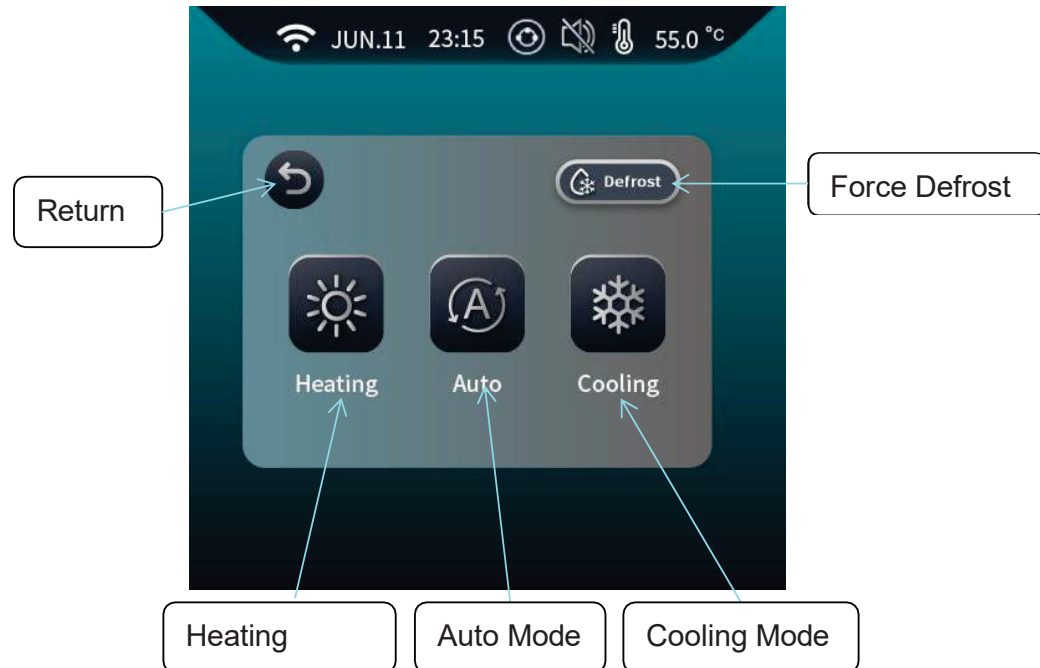 JUN.11 23:15 55.0 °C
Defrost
Force Defrost
Return
A
Heating Auto Cooling
Heating Auto Mode Cooling Mode